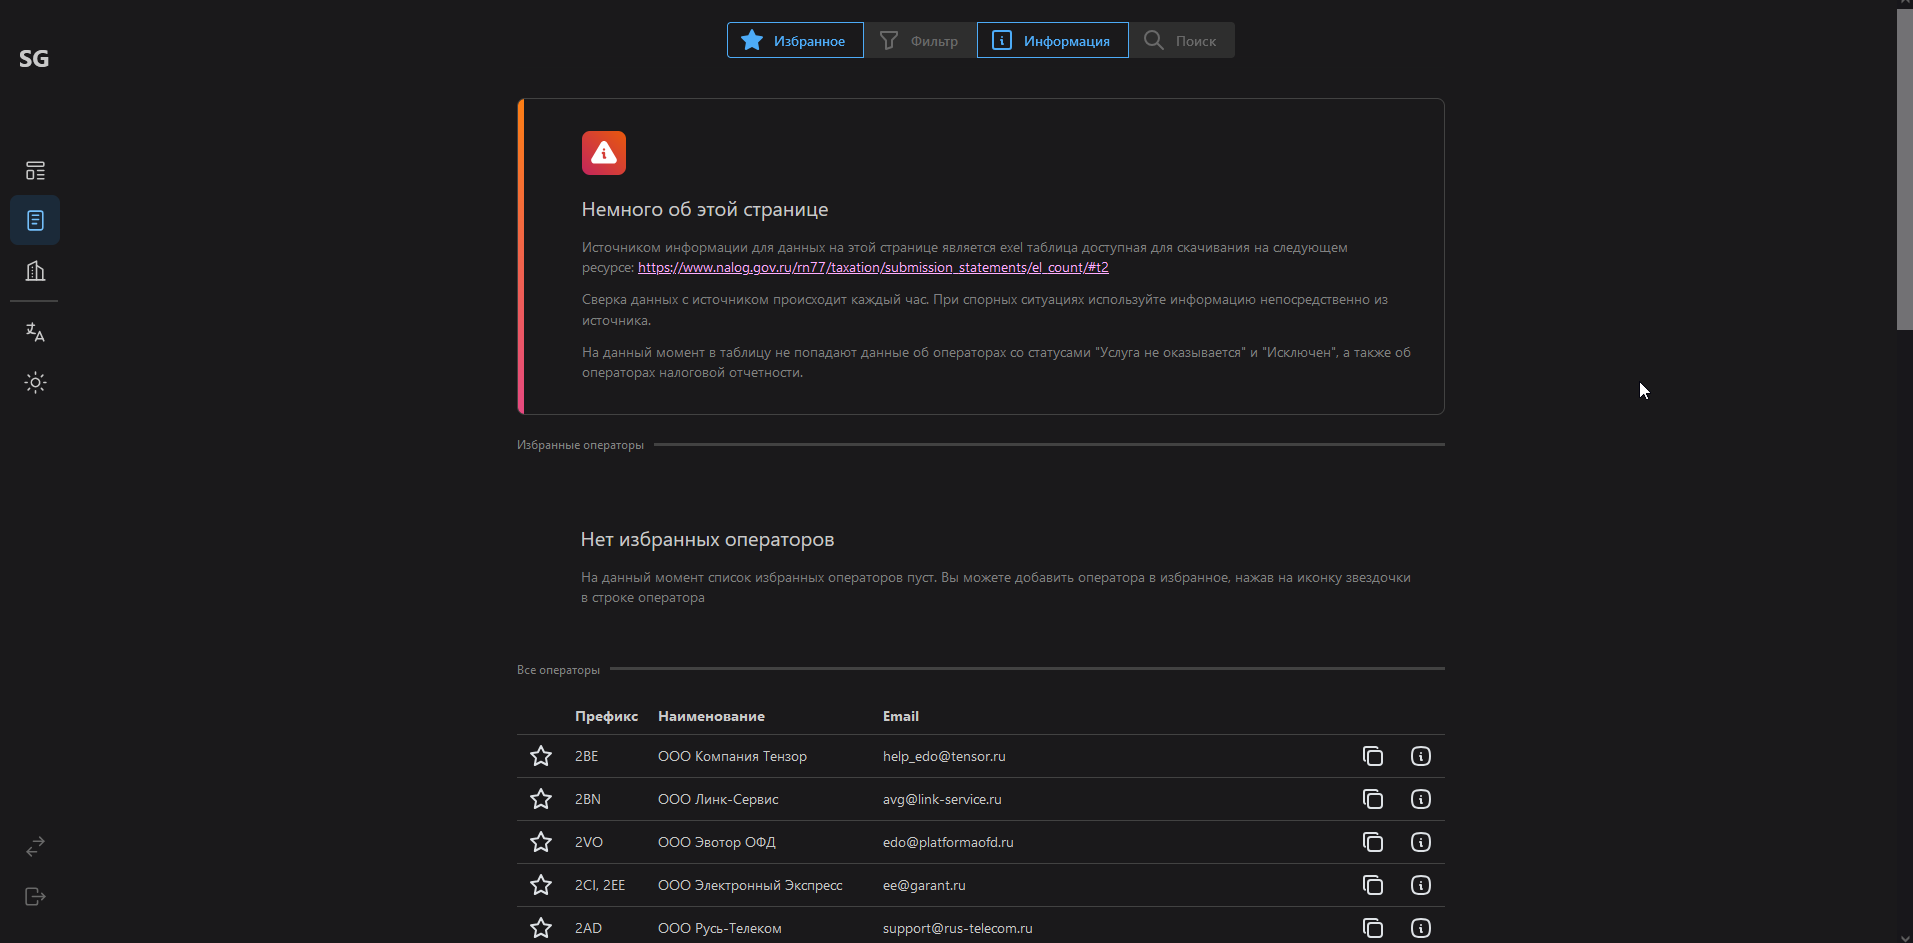 SG
Избранное
Фильтр
Информация
Поиск
Немного об этой странице
Источником информации для данных на этой странице является exel таблица доступная для скачивания на следующем
ресурсе: https://www.nalog.gov.ru/rn77/taxation/submission_statements/el_count/#t2
Сверка данных с источником происходит каждый час. При спорных ситуациях используйте информацию непосредственно из
источника.
На данный момент в таблицу не попадают данные об операторах со статусами "Услуга не оказывается" и "Исключен", а также об
операторах налоговой отчетности.
Избранные операторы
Нет избранных операторов
На данный момент список избранных операторов пуст. Вы можете добавить оператора в избранное, нажав на иконку звездочки
в строке оператора
Все операторы
Префикс Наименование Email
2BE ООО Компания Тензор help_edo@tensor.ru
2BN ООО Линк-Сервис avg@link-service.ru
2VO ООО Эвотор ОФД edo@platformaofd.ru
2CI, 2EE ООО Электронный Экспресс ee@garant.ru
2AD ООО Русь-Телеком support@rus-telecom.ru